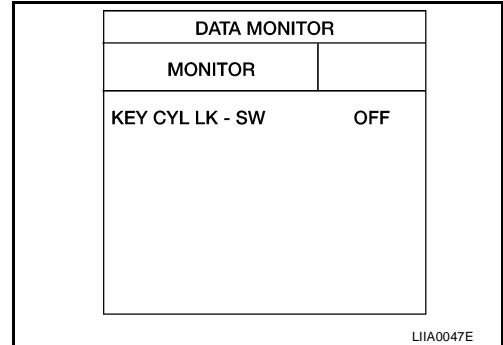 DATA MONITOR
MONITOR
KEY CYL LK - SW OFF
LIIA0047E